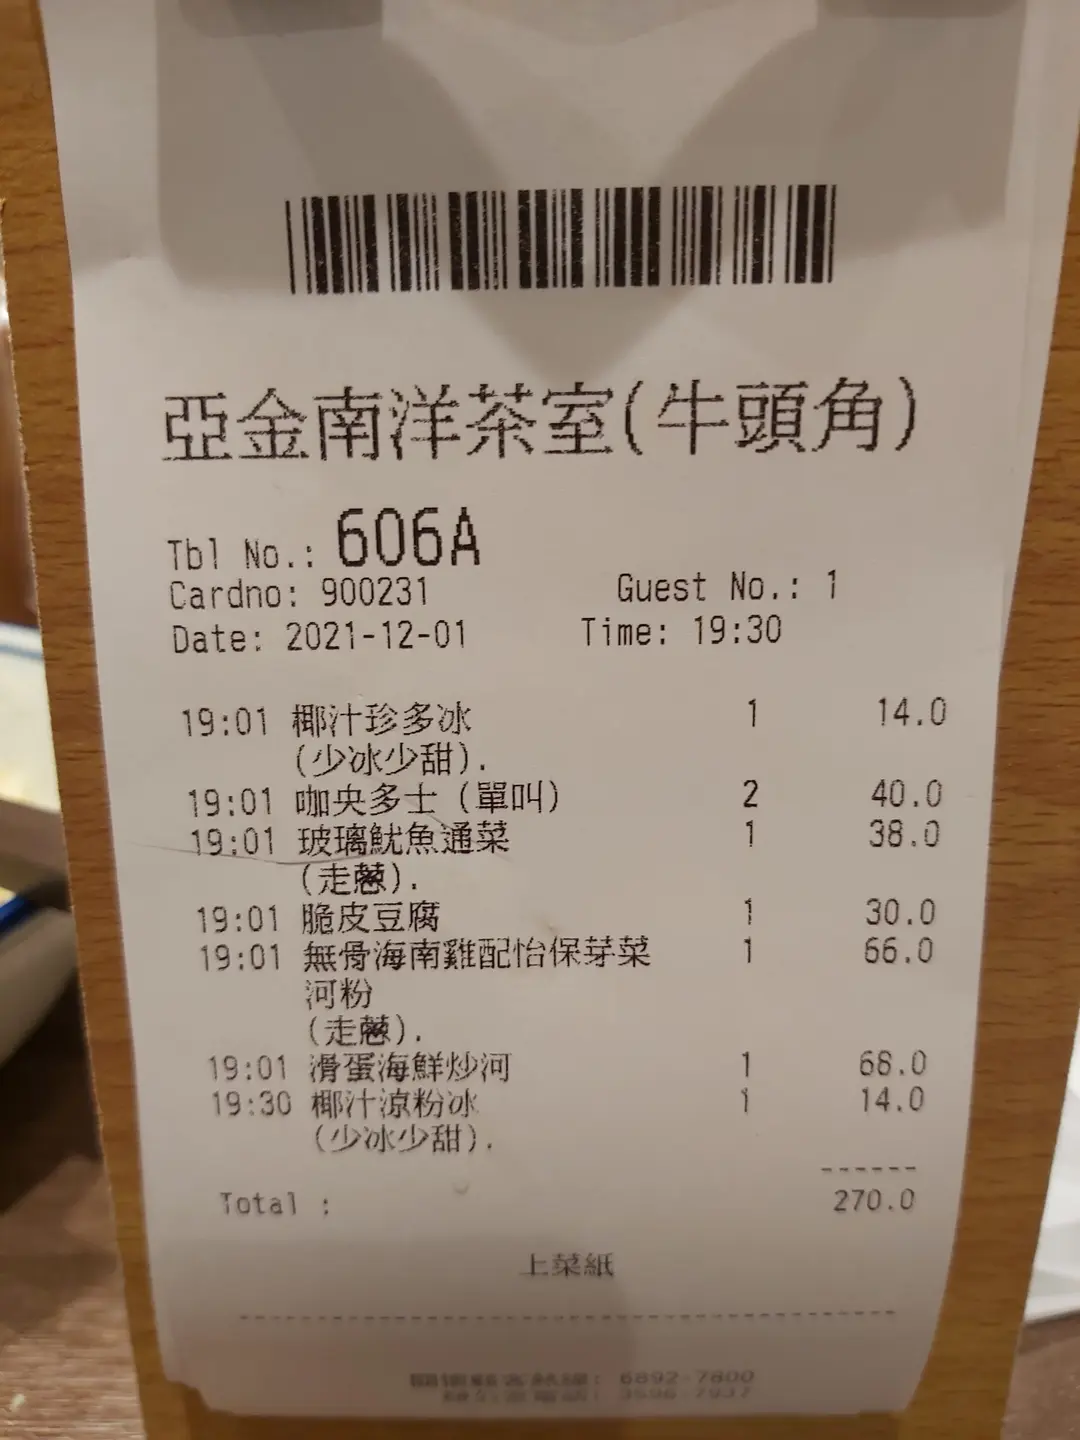 亞金南洋茶室(牛頭角)
Tbl No.: 606A
Cardno: 900231 Guest No.: 1
Date: 2021-12-01 Time: 19:30
19:01 椰汁珍多冰 1 14.0
(少冰少甜).
19:01 咖央多士 (單叫) 2 40.0
19:01 玻璃魷魚通菜 1 38.0
(走蔥).
19:01 脆皮豆腐 1 30.0
19:01 無骨海南雞配怡保芽菜 1 66.0
河粉
(走蔥).
19:01 滑蛋海鮮炒河 1 68.0
19:30 椰汁涼粉冰 1 14.0
(少冰少甜).
------
Total : 270.0
上菜紙
6892-7800